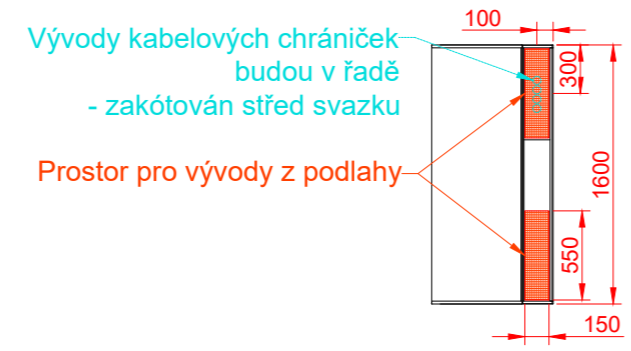 100
Vývody kabelových chrániček
budou v řadě
- zakótován střed svazku
300
Prostor pro vývody z podlahy
1600
550
150